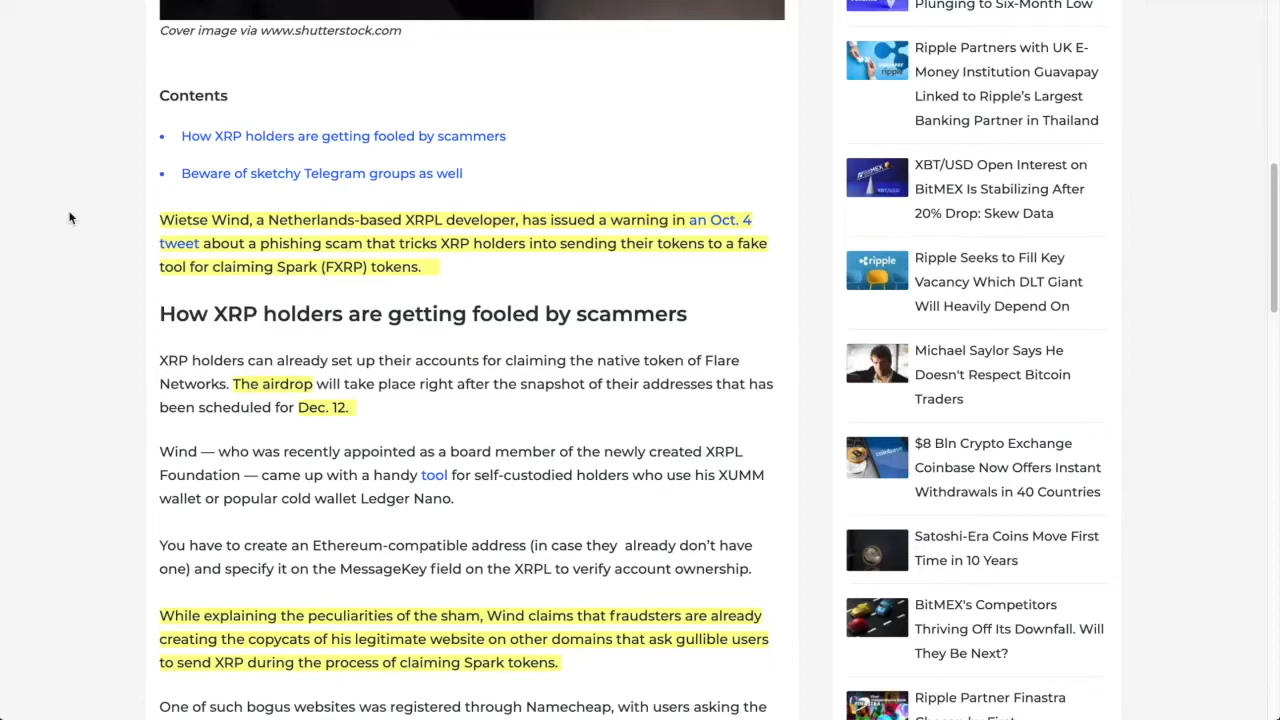 Cover image via www.shutterstock.com
Contents
• How XRP holders are getting fooled by scammers
• Beware of sketchy Telegram groups as well
Wietse Wind, a Netherlands-based XRPL developer, has issued a warning in an Oct. 4
tweet about a phishing scam that tricks XRP holders into sending their tokens to a fake
tool for claiming Spark (FXRP) tokens.
How XRP holders are getting fooled by scammers
XRP holders can already set up their accounts for claiming the native token of Flare
Networks. The airdrop will take place right after the snapshot of their addresses that has
been scheduled for Dec. 12.
Wind — who was recently appointed as a board member of the newly created XRPL
Foundation — came up with a handy tool for self-custodied holders who use his XUMM
wallet or popular cold wallet Ledger Nano.
You have to create an Ethereum-compatible address (in case they already don't have
one) and specify it on the MessageKey field on the XRPL to verify account ownership.
While explaining the peculiarities of the sham, Wind claims that fraudsters are already
creating the copycats of his legitimate website on other domains that ask gullible users
to send XRP during the process of claiming Spark tokens.
One of such bogus websites was registered through Namecheap, with users asking the
Plunging to Six-Month Low
Ripple Partners with UK E-
Money Institution Guavapay
Linked to Ripple's Largest
Banking Partner in Thailand
XBT/USD Open Interest on
BitMEX Is Stabilizing After
20% Drop: Skew Data
Ripple Seeks to Fill Key
Vacancy Which DLT Giant
Will Heavily Depend On
Michael Saylor Says He
Doesn't Respect Bitcoin
Traders
$8 Bln Crypto Exchange
Coinbase Now Offers Instant
Withdrawals in 40 Countries
Satoshi-Era Coins Move First
Time in 10 Years
BitMEX's Competitors
Thriving Off Its Downfall. Will
They Be Next?
Ripple Partner Finastra